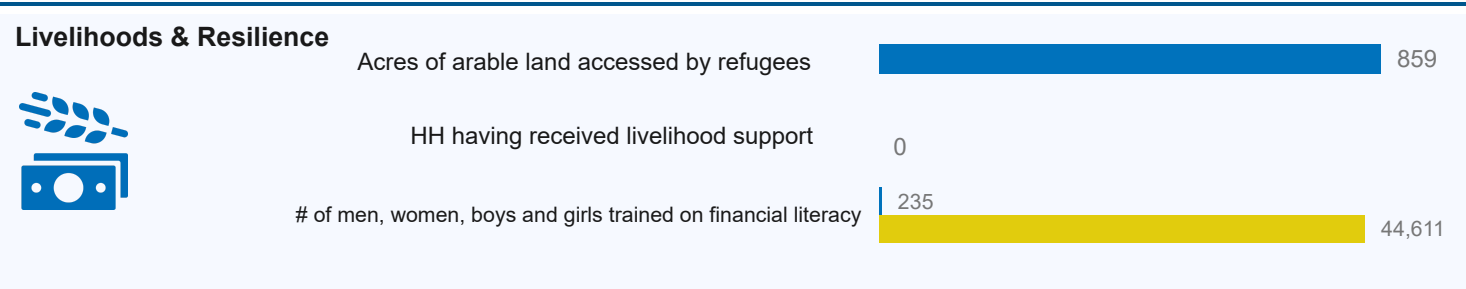 Livelihoods & Resilience
Acres of arable land accessed by refugees
859
HH having received livelihood support
0
# of men, women, boys and girls trained on financial literacy
235
44,611